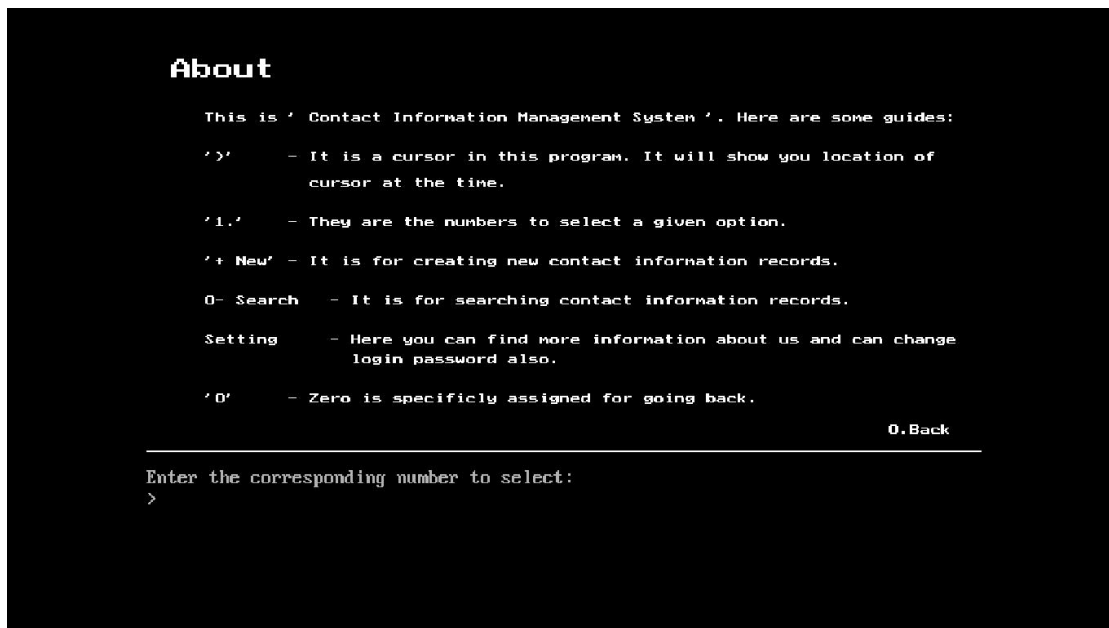 About
This is ' Contact Information Management System '. Here are some guides:
'>' - It is a cursor in this program. It will show you location of
cursor at the time.
'1.' - They are the numbers to select a given option.
'+ New' - It is for creating new contact information records.
O- Search - It is for searching contact information records.
Setting - Here you can find more information about us and can change
login password also.
'0' - Zero is specificly assigned for going back.
0.Back
Enter the corresponding number to select:
>